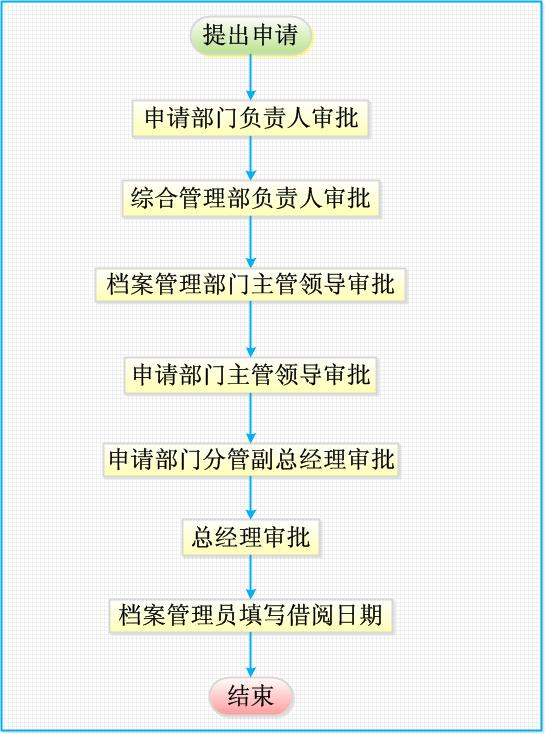 提出申请
申请部门负责人审批
综合管理部负责人审批
档案管理部门主管领导审批
申请部门主管领导审批
申请部门分管副总经理审批
总经理审批
档案管理员填写借阅日期
结束